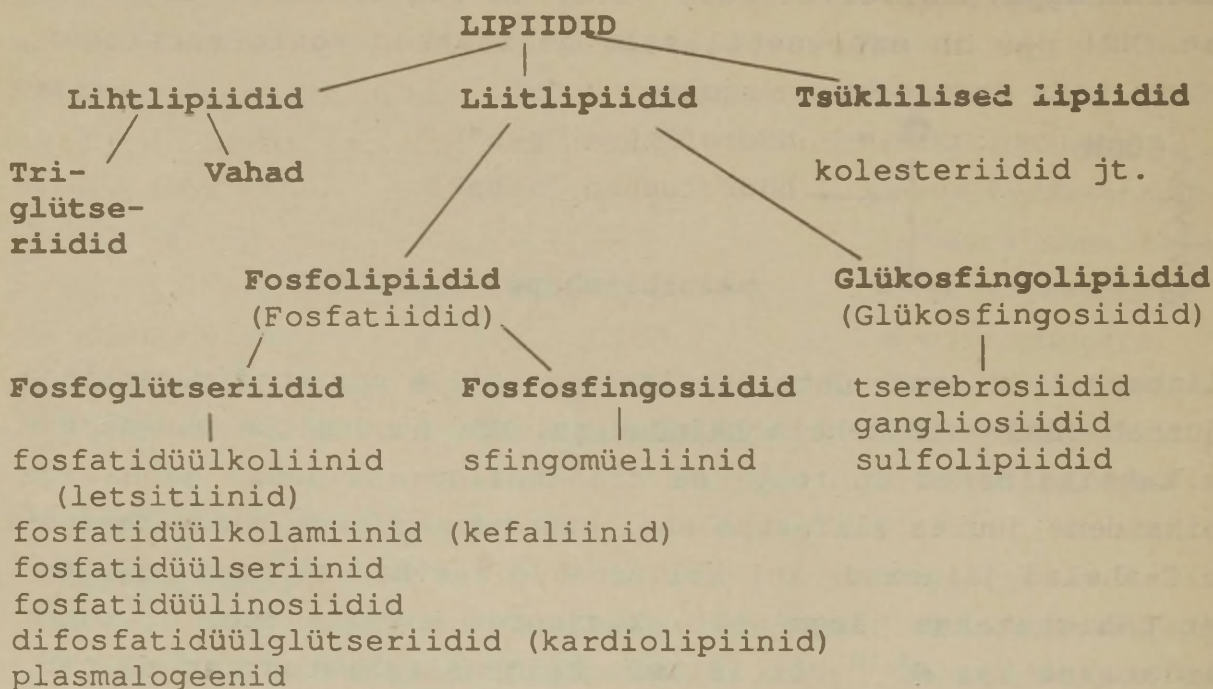 LIPIIDID
Lihtlipiidid Liitlipiidid Tsüklilised lipiidid
Tri- Vahad kolesteriidid jt.
glütse-
riidid
Fosfolipiidid Glükosfingolipiidid
(Fosfatiidid) (Glükosfingosiidid)
Fosfoglütseriidid Fosfosfingosiidid tserebrosiidid
gangliosiidid
fosfatidüülkoliinid sfingomüeliinid sulfolipiidid
(letsitiinid)
fosfatidüülkolamiinid (kefaliinid)
fosfatidüülseriinid
fosfatidüülinosiidid
difosfatidüülglütseriidid (kardiolipiinid)
plasmalogeenid